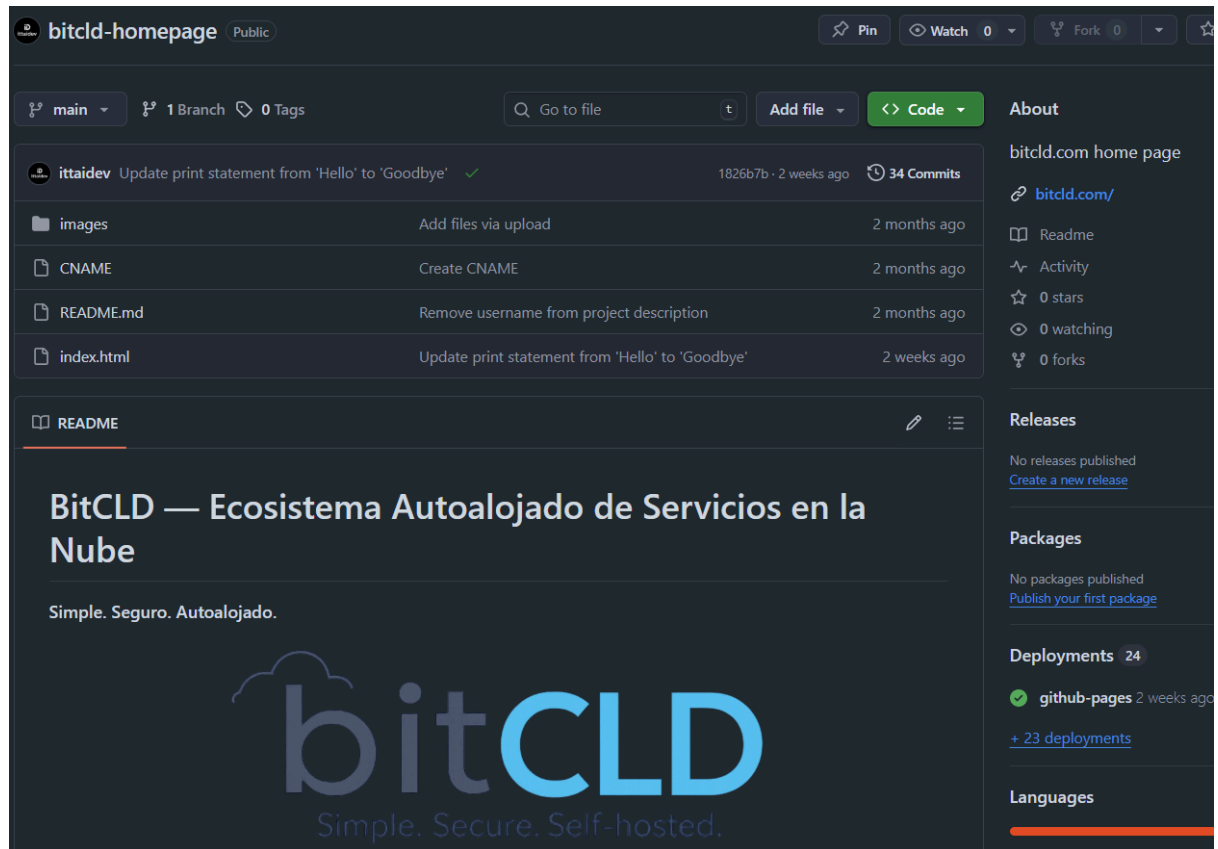 bitcld-homepage Public
Pin Watch 0 Fork 0
main 1 Branch 0 Tags Go to file t Add file Code
ittaidev Update print statement from 'Hello' to 'Goodbye' 1826b7b · 2 weeks ago 34 Commits
images Add files via upload 2 months ago
CNAME Create CNAME 2 months ago
README.md Remove username from project description 2 months ago
index.html Update print statement from 'Hello' to 'Goodbye' 2 weeks ago
README
BitCLD — Ecosistema Autoalojado de Servicios en la
Nube
Simple. Seguro. Autoalojado.
bitCLD
Simple. Secure. Self-hosted.
About
bitcld.com home page
bitcld.com/
Readme
Activity
0 stars
0 watching
0 forks
Releases
No releases published
Create a new release
Packages
No packages published
Publish your first package
Deployments 24
github-pages 2 weeks ago
+ 23 deployments
Languages